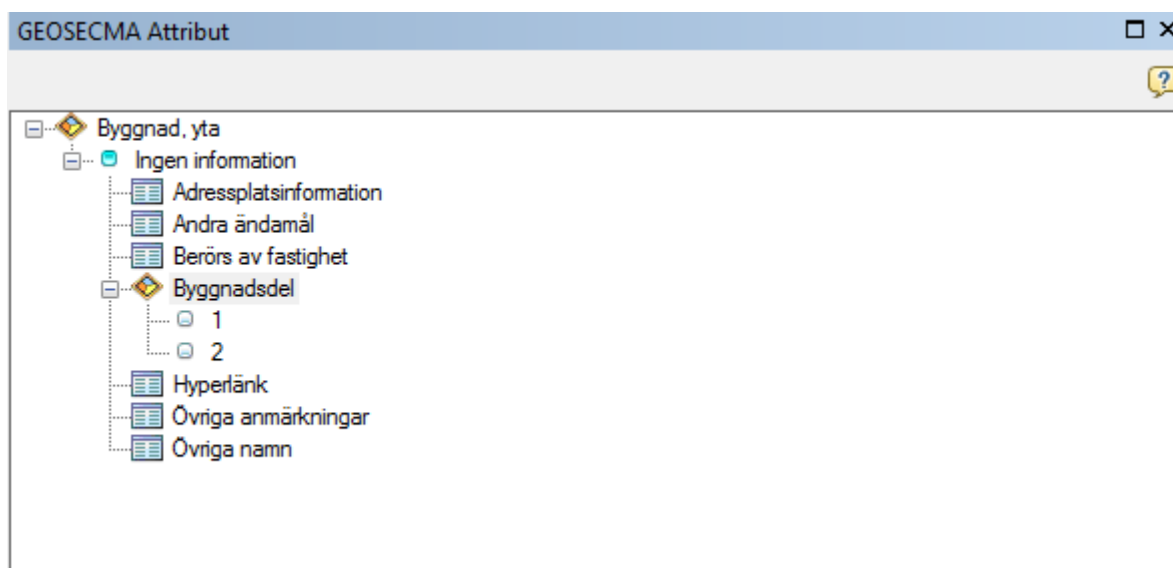 GEOSECMA Attribut
Byggnad, yta
Ingen information
Adressplatsinformation
Andra ändamål
Berörs av fastighet
Byggnadsdel
1
2
Hyperlänk
Övriga anmärkningar
Övriga namn